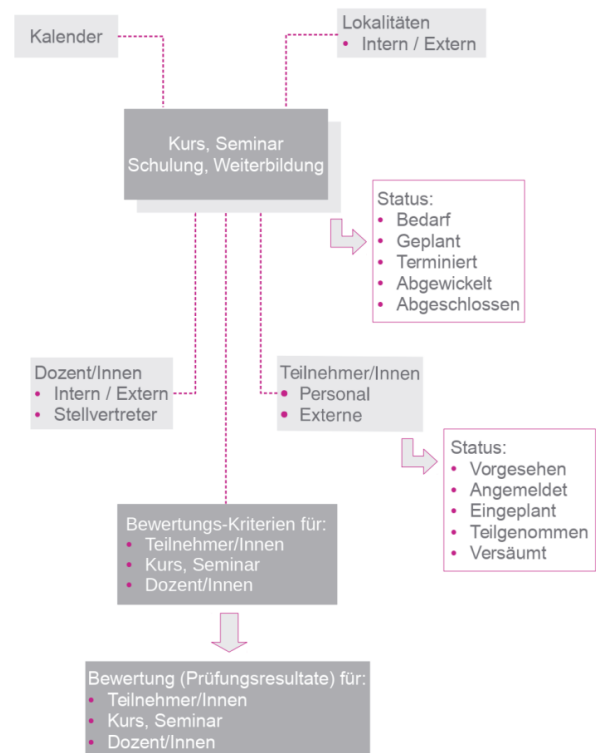 Kalender
Lokalitäten
• Intern / Extern
Kurs, Seminar
Schulung, Weiterbildung
Status:
• Bedarf
• Geplant
• Terminiert
• Abgewickelt
• Abgeschlossen
Dozent/Innen
• Intern / Extern
• Stellvertreter
Teilnehmer/Innen
• Personal
• Externe
Status:
• Vorgesehen
• Angemeldet
• Eingeplant
• Teilgenommen
• Versäumt
Bewertungs-Kriterien für:
• Teilnehmer/Innen
• Kurs, Seminar
• Dozent/Innen
Bewertung (Prüfungsresultate) für:
• Teilnehmer/Innen
• Kurs, Seminar
• Dozent/Innen